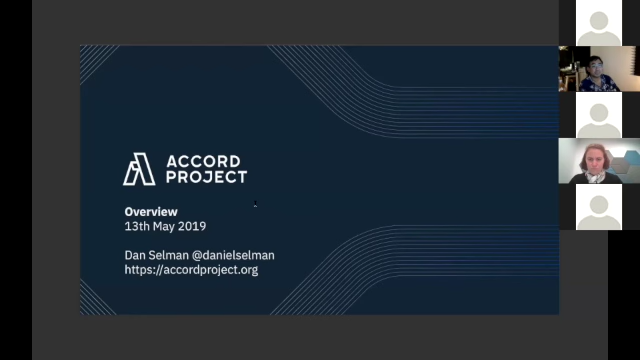 ACCORD
PROJECT
Overview
13th May 2019
Dan Selman @danielselman
https://accordproject.org